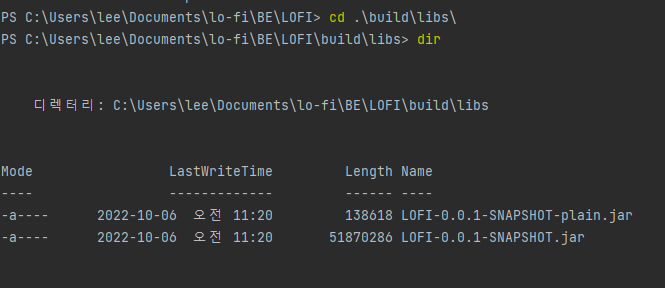 PS C:\Users\lee\Documents\lo-fi\BE\LOFI> cd .\build\libs\
PS C:\Users\lee\Documents\lo-fi\BE\LOFI\build\libs> dir
디렉터리: C:\Users\lee\Documents\lo-fi\BE\LOFI\build\libs
Mode LastWriteTime Length Name
---- ------------- ------ ----
-a---- 2022-10-06 오전 11:20 138618 LOFI-0.0.1-SNAPSHOT-plain.jar
-a---- 2022-10-06 오전 11:20 51870286 LOFI-0.0.1-SNAPSHOT.jar